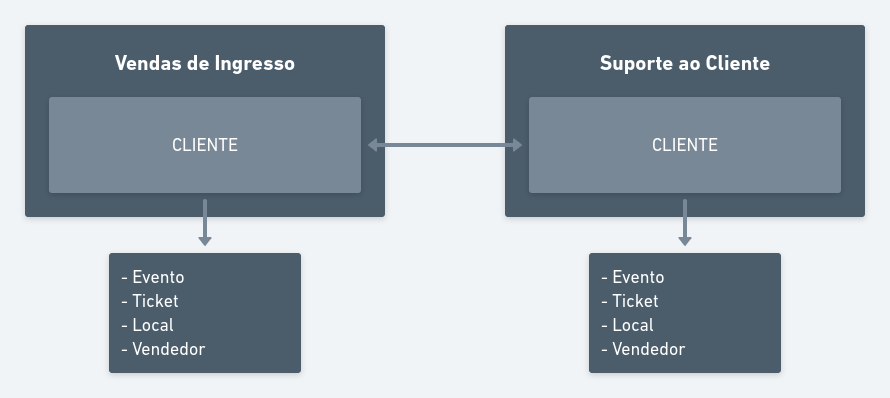 Vendas de Ingresso
CLIENTE
- Evento
- Ticket
- Local
- Vendedor
Suporte ao Cliente
CLIENTE
- Evento
- Ticket
- Local
- Vendedor